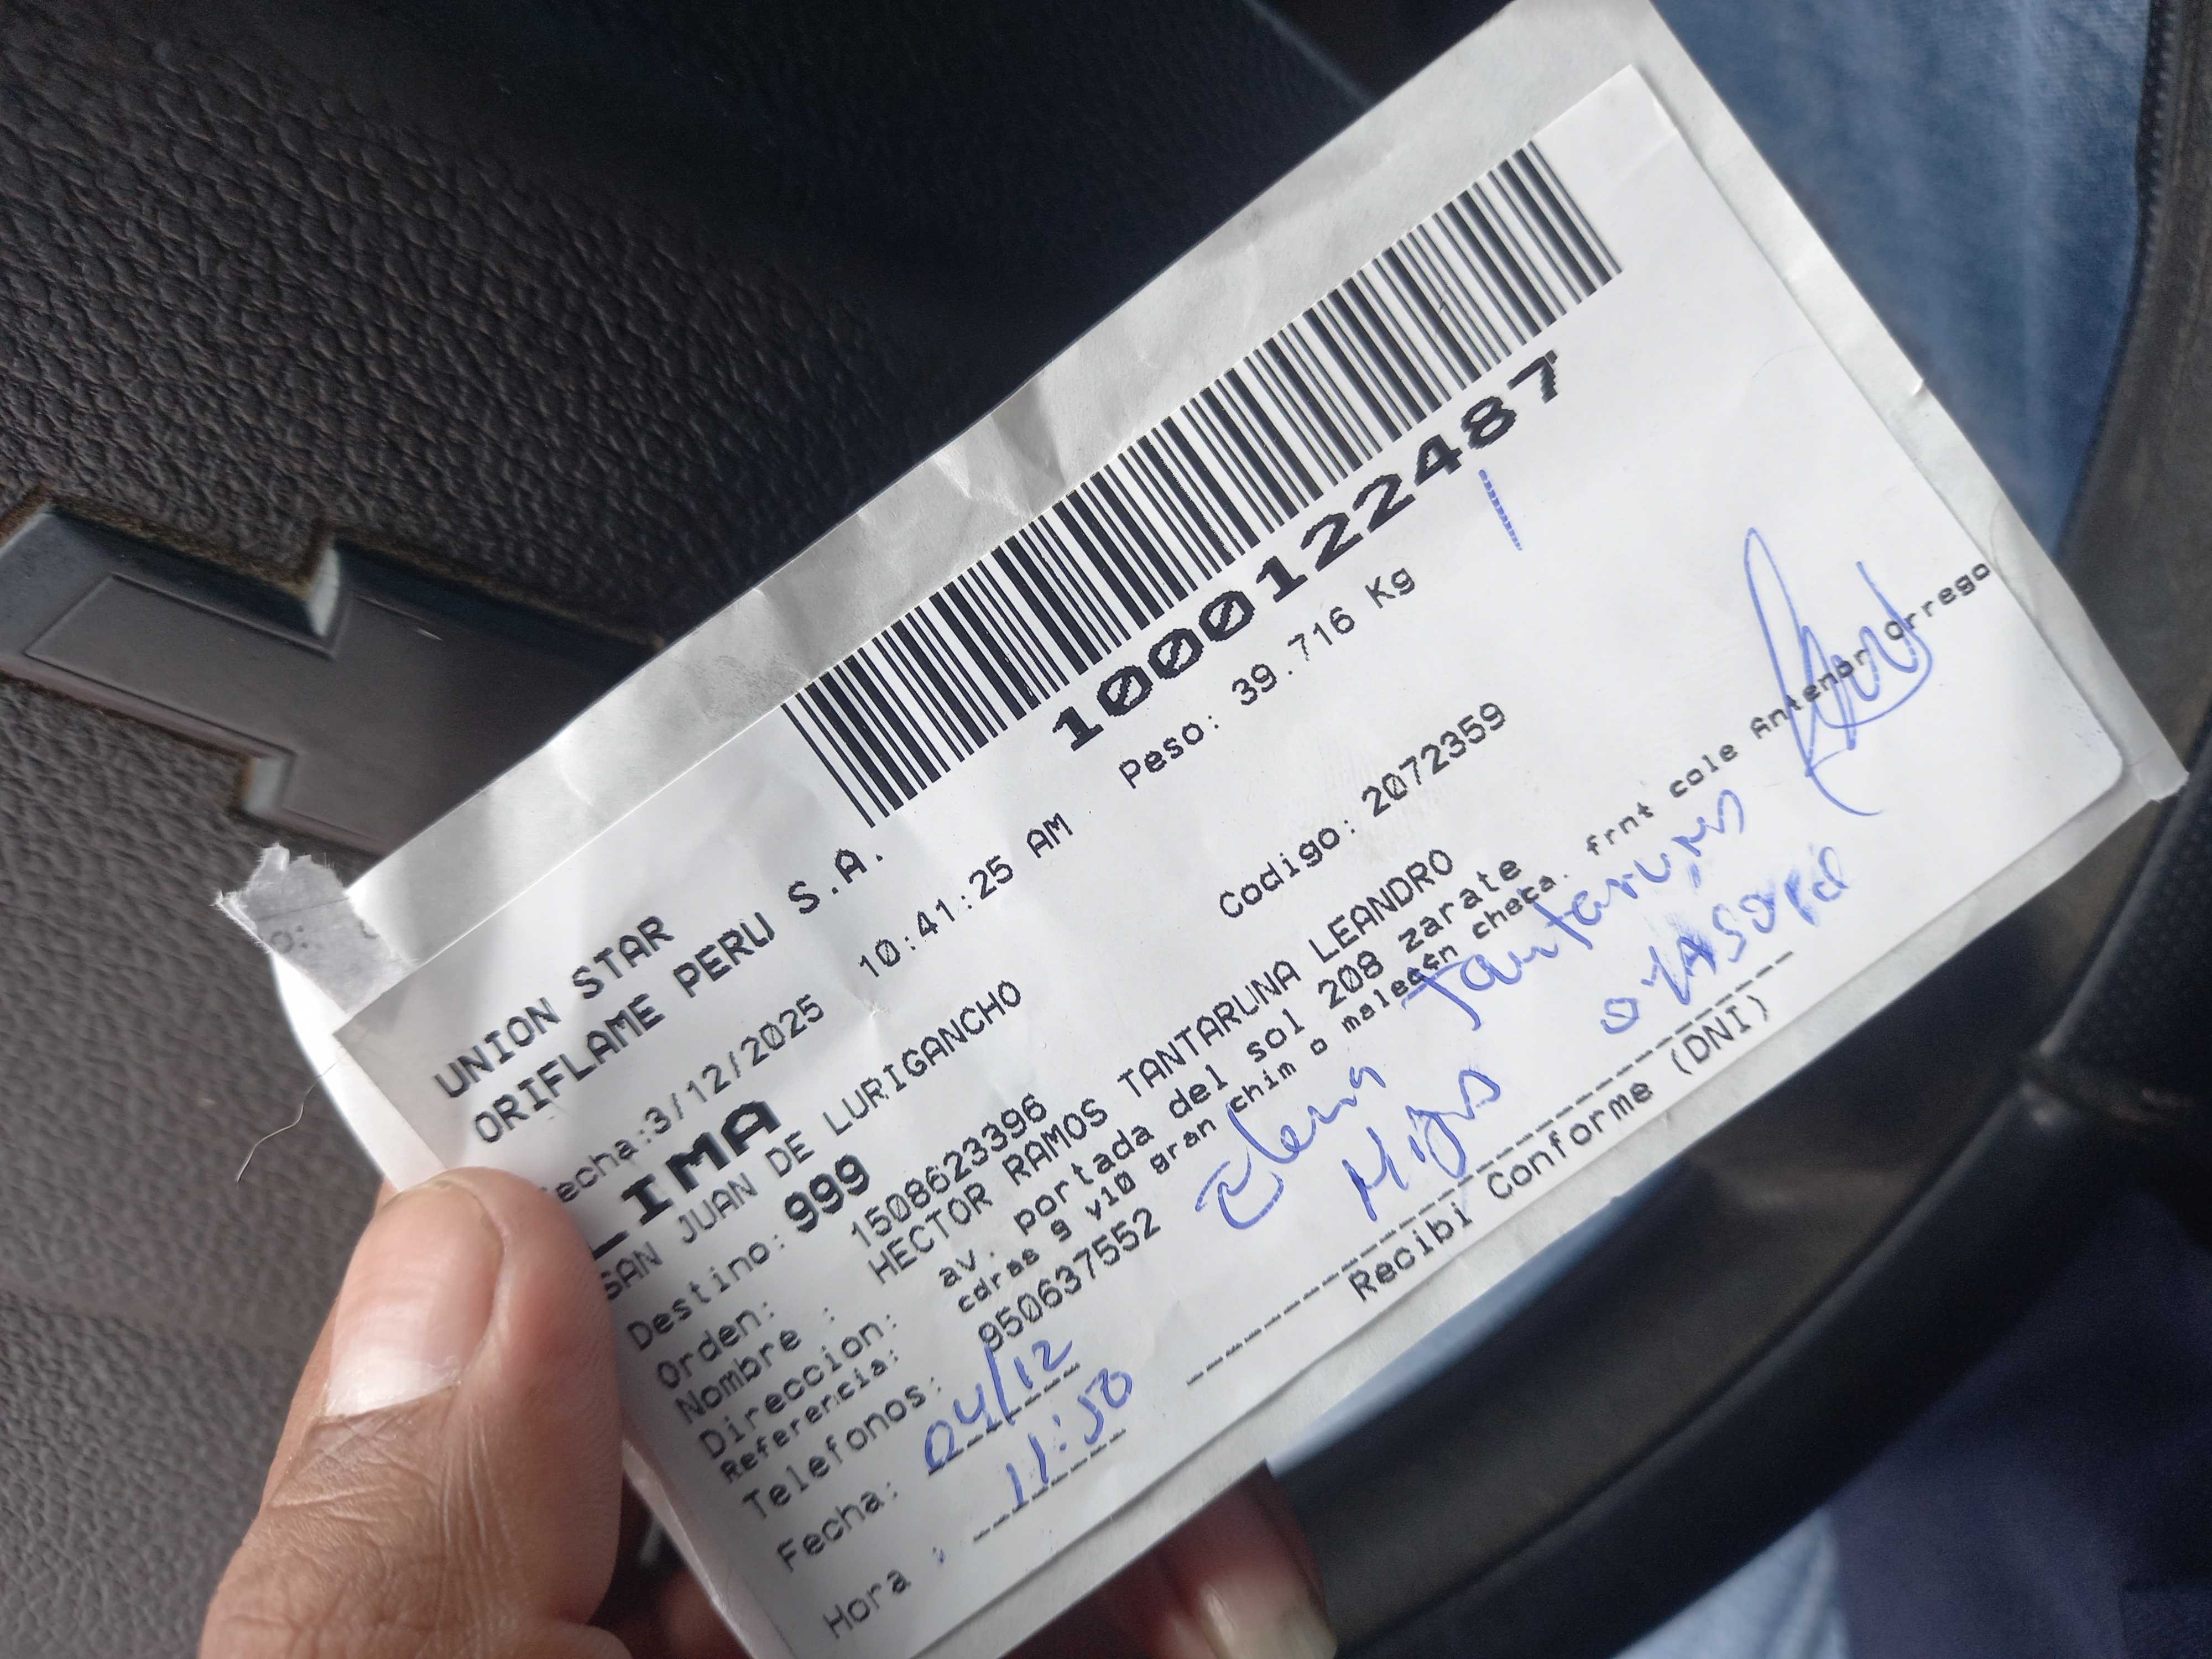 100012248 7
UNION STAR
ORIFLAME PERU S.A.
Fecha:3/12/2025 10:41:25 AM Peso: 39.716 Kg
LIMA
SAN JUAN DE LURIGANCHO
Destino: 999 Codigo: 2072359
Orden: 1508623396
Nombre : HECTOR RAMOS TANTARUNA LEANDRO
Direccion: av. portada del sol 208 zarate
Referencia: cdras 9 y10 gran chim o malecón checa. frnt cole Antenor Orrego
Telefonos: 950637552
Elena Tantaruna
Fecha: 04/12
Hora : 11:50
Recibi Conforme (DNI)